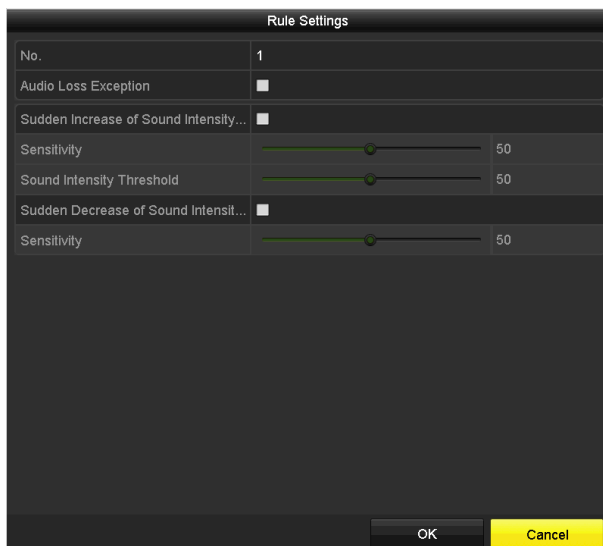 Rule Settings
No. 1
Audio Loss Exception
Sudden Increase of Sound Intensity...
Sensitivity 50
Sound Intensity Threshold 50
Sudden Decrease of Sound Intensit...
Sensitivity 50
OK Cancel